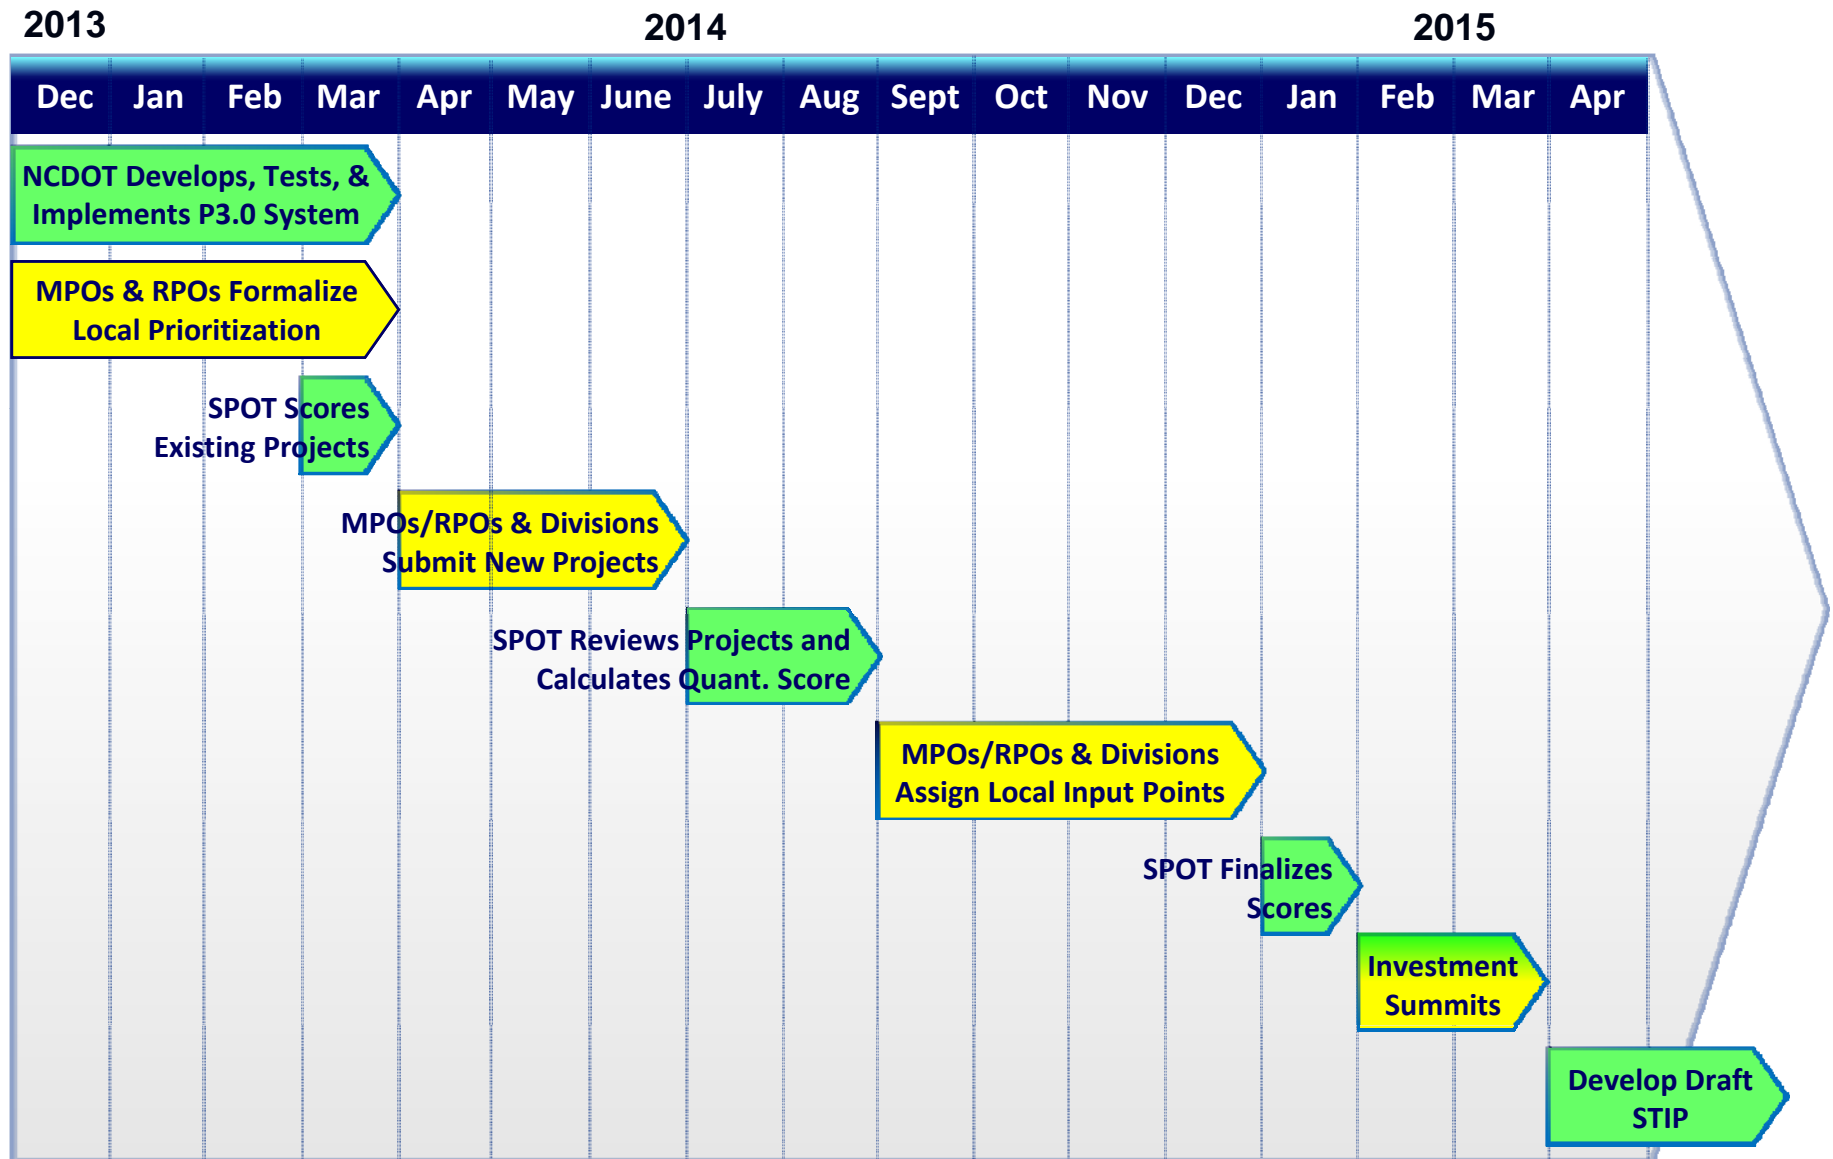 2013 2014 2015
Dec Jan Feb Mar Apr May June July Aug Sept Oct Nov Dec Jan Feb Mar Apr
NCDOT Develops, Tests, &
Implements P3.0 System
MPOs & RPOs Formalize
Local Prioritization
SPOT Scores
Existing Projects
MPOs/RPOs & Divisions
Submit New Projects
SPOT Reviews Projects and
Calculates Quant. Score
MPOs/RPOs & Divisions
Assign Local Input Points
SPOT Finalizes
Scores
Investment
Summits
Develop Draft
STIP